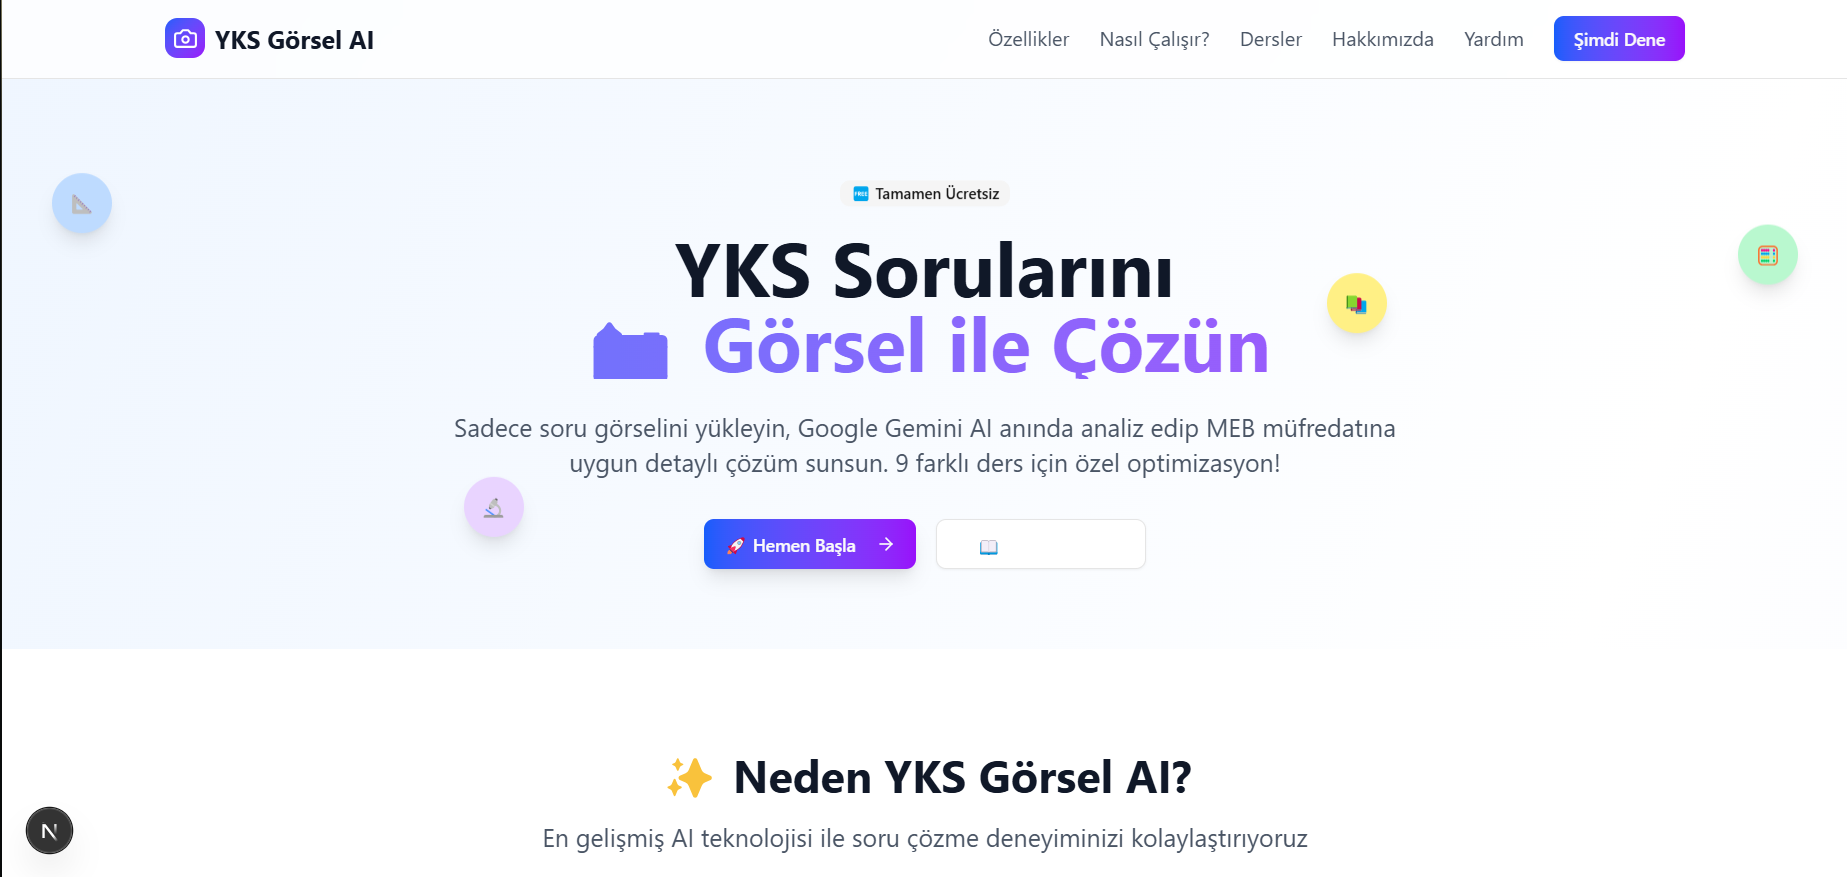 YKS Görsel AI
Özellikler
Nasıl Çalışır?
Dersler
Hakkımızda
Yardım
Şimdi Dene
FREE Tamamen Ücretsiz
YKS Sorularını
Görsel ile Çözün
Sadece soru görselini yükleyin, Google Gemini AI anında analiz edip MEB müfredatına
uygun detaylı çözüm sunsun. 9 farklı ders için özel optimizasyon!
Hemen Başla
Neden YKS Görsel AI?
En gelişmiş AI teknolojisi ile soru çözme deneyiminizi kolaylaştırıyoruz
N